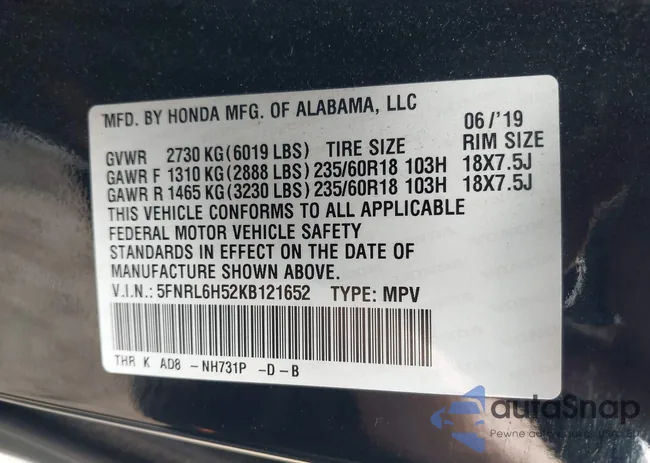 MFD. BY HONDA MFG. OF ALABAMA, LLC
06/'19
GVWR 2730 KG(6019 LBS) TIRE SIZE RIM SIZE
GAWR F 1310 KG(2888 LBS) 235/60R18 103H 18X7.5J
GAWR R 1465 KG(3230 LBS) 235/60R18 103H 18X7.5J
THIS VEHICLE CONFORMS TO ALL APPLICABLE
FEDERAL MOTOR VEHICLE SAFETY
STANDARDS IN EFFECT ON THE DATE OF
MANUFACTURE SHOWN ABOVE.
V.I.N.: 5FNRL6H52KB121652 TYPE: MPV
THR K AD8 -NH731P -D-B
autaSnap
Pewne auto